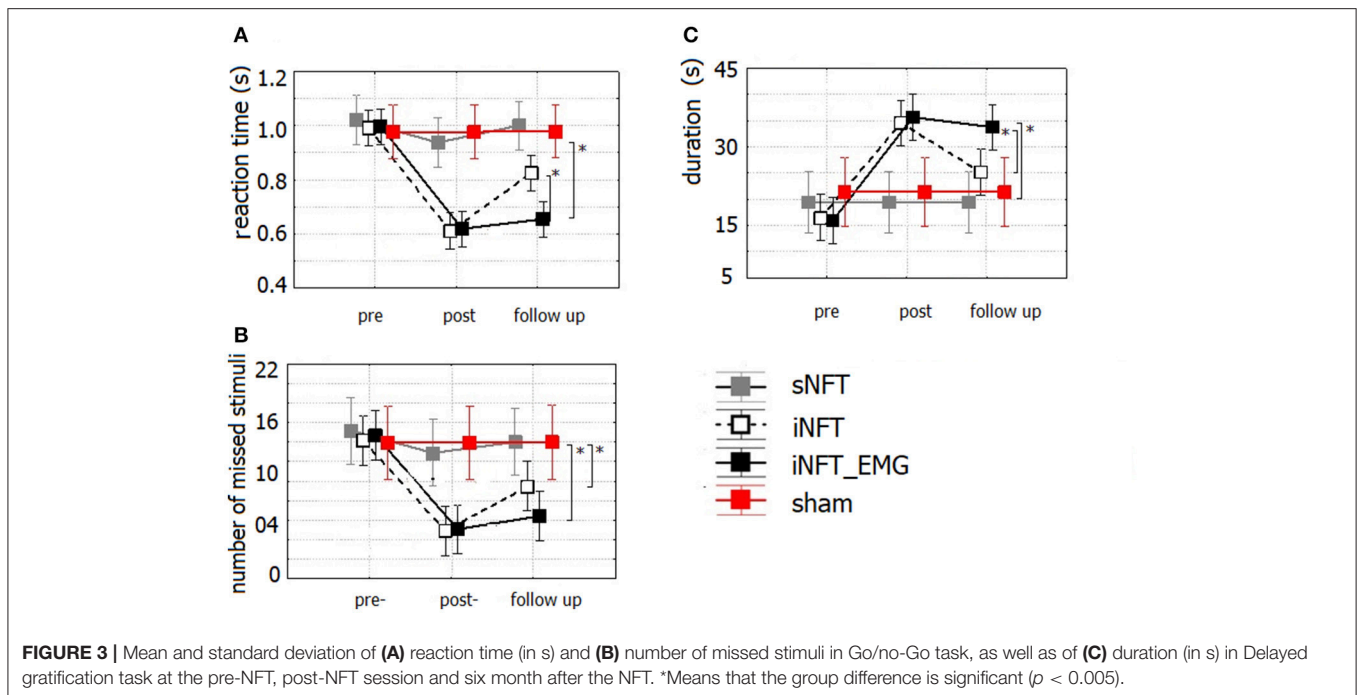 A
reaction time (s)
1.2
1.0
0.8
0.6
0.4
*
*
pre post follow up
B
number of missed stimuli
22
16
10
04
0
* *
pre- post- follow up
C
duration (s)
45
30
15
5
* *
pre post follow up
sNFT
iNFT
iNFT_EMG
sham
FIGURE 3 | Mean and standard deviation of (A) reaction time (in s) and (B) number of missed stimuli in Go/no-Go task, as well as of (C) duration (in s) in Delayed
gratification task at the pre-NFT, post-NFT session and six month after the NFT. *Means that the group difference is significant (p < 0.005).